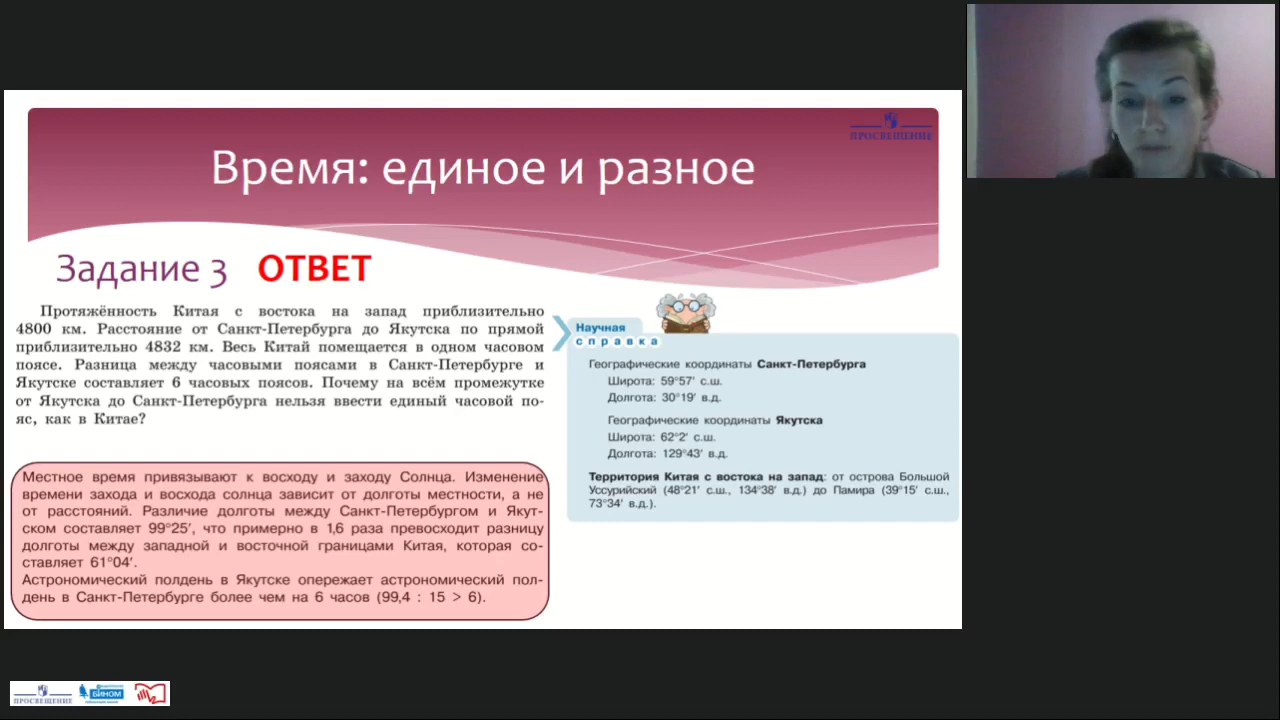 ПРОСВЕЩЕНИЕ
Время: единое и разное
Задание 3 ОТВЕТ
Протяжённость Китая с востока на запад приблизительно
4800 км. Расстояние от Санкт-Петербурга до Якутска по прямой
приблизительно 4832 км. Весь Китай помещается в одном часовом
поясе. Разница между часовыми поясами в Санкт-Петербурге и
Якутске составляет 6 часовых поясов. Почему на всём промежутке
от Якутска до Санкт-Петербурга нельзя ввести единый часовой по-
яс, как в Китае?
Местное время привязывают к восходу и заходу Солнца. Изменение
времени захода и восхода солнца зависит от долготы местности, а не
от расстояний. Различие долготы между Санкт-Петербургом и Якут-
ском составляет 99°25′, что примерно в 1,6 раза превосходит разницу
долготы между западной и восточной границами Китая, которая со-
ставляет 61°04′.
Астрономический полдень в Якутске опережает астрономический пол-
день в Санкт-Петербурге более чем на 6 часов (99,4 : 15 > 6).
Научная
справка
Географические координаты Санкт-Петербурга
Широта: 59°57′ с.ш.
Долгота: 30°19′ в.д.
Географические координаты Якутска
Широта: 62°2′ с.ш.
Долгота: 129°43′ в.д.
Территория Китая с востока на запад: от острова Большой
Уссурийский (48°21′ с.ш., 134°38′ в.д.) до Памира (39°15′ с.ш.,
73°34′ в.д.).
ПРОСВЕЩЕНИЕ
БИНОМ